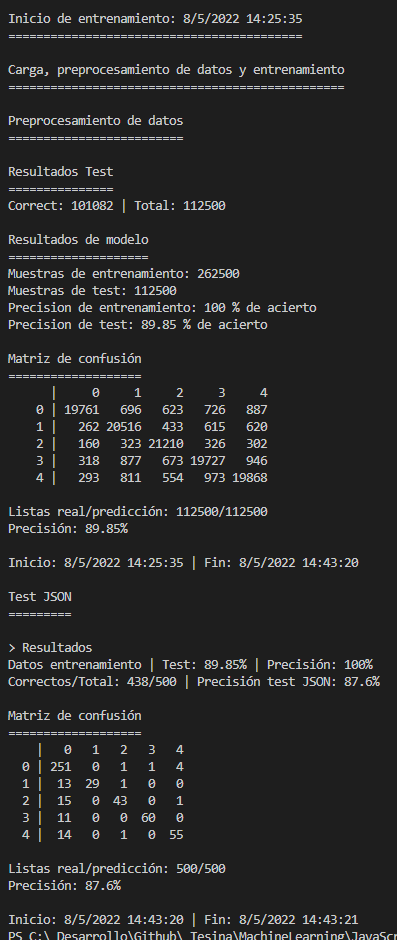 Inicio de entrenamiento: 8/5/2022 14:25:35
==========================================
Carga, preprocesamiento de datos y entrenamiento
================================================
Preprocesamiento de datos
=========================
Resultados Test
===============
Correct: 101082 | Total: 112500
Resultados de modelo
====================
Muestras de entrenamiento: 262500
Muestras de test: 112500
Precision de entrenamiento: 100 % de acierto
Precision de test: 89.85 % de acierto
Matriz de confusión
===================
| 0 1 2 3 4
0 | 19761 696 623 726 887
1 | 262 20516 433 615 620
2 | 160 323 21210 326 302
3 | 318 877 673 19727 946
4 | 293 811 554 973 19868
Listas real/predicción: 112500/112500
Precisión: 89.85%
Inicio: 8/5/2022 14:25:35 | Fin: 8/5/2022 14:43:20
Test JSON
=========
> Resultados
Datos entrenamiento | Test: 89.85% | Precisión: 100%
Correctos/Total: 438/500 | Precisión test JSON: 87.6%
Matriz de confusión
===================
| 0 1 2 3 4
0 | 251 0 1 1 4
1 | 13 29 1 0 0
2 | 15 0 43 0 1
3 | 11 0 0 60 0
4 | 14 0 1 0 55
Listas real/predicción: 500/500
Precisión: 87.6%
Inicio: 8/5/2022 14:43:20 | Fin: 8/5/2022 14:43:21
PS C:\_Desarrollo\Github\_Tesina\MachineLearning\JavaScr